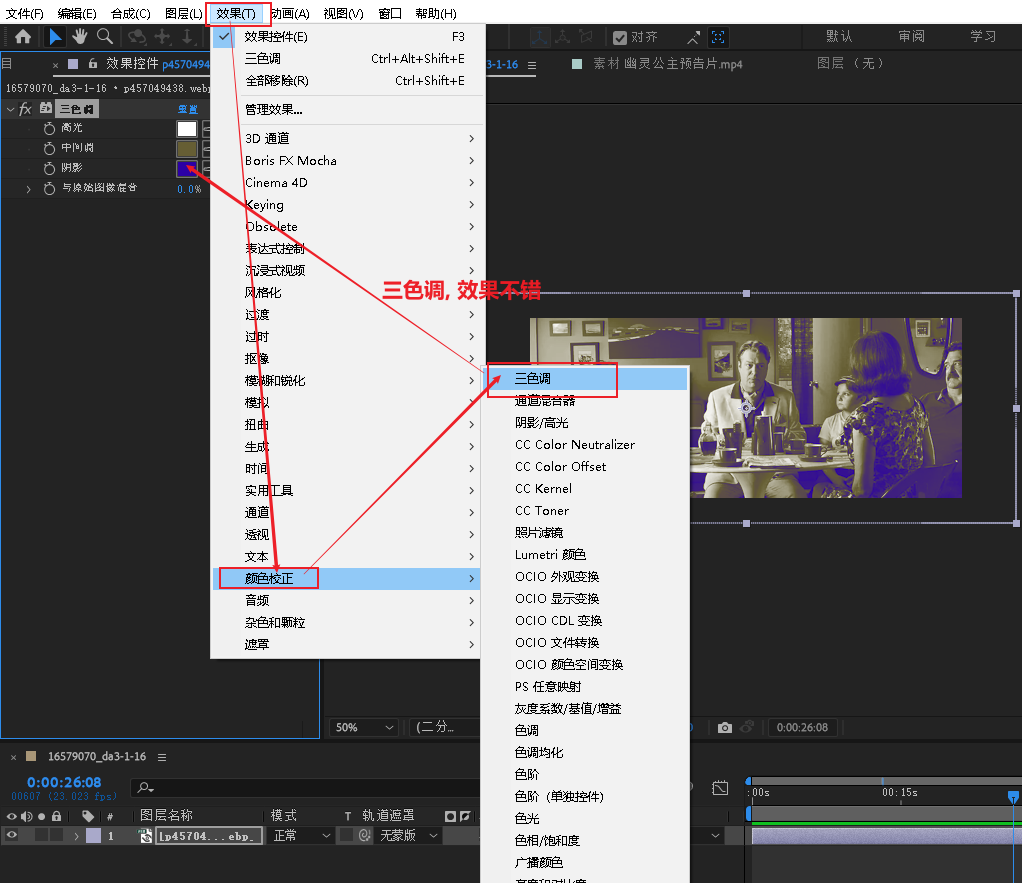 文件(F) 编辑(E) 合成(C) 图层(L) 效果(T) 动画(A) 视图(V) 窗口 帮助(H)
对齐 默认 审阅 学习
效果控件 p4570494
16579070_da3-1-16 • p457049438.webp
fx 三色调 重置
高光
中间调
阴影
与原始图像混合 0.0%
效果控件(E) F3
三色调 Ctrl+Alt+Shift+E
全部移除(R) Ctrl+Shift+E
管理效果...
3D 通道
Boris FX Mocha
Cinema 4D
Keying
Obsolete
表达式控制
沉浸式视频
风格化
过渡
过时
抠像
模糊和锐化
模拟
扭曲
生成
时间
实用工具
通道
透视
文本
颜色校正
音频
杂色和颗粒
遮罩
3-1-16
素材 幽灵公主预告片.mp4
图层 （无）
三色调, 效果不错
三色调
通道混合器
阴影/高光
CC Color Neutralizer
CC Color Offset
CC Kernel
CC Toner
照片滤镜
Lumetri 颜色
OCIO 外观变换
OCIO 显示变换
OCIO CDL 变换
OCIO 文件转换
OCIO 颜色空间变换
PS 任意映射
灰度系数/基值/增益
色调
色调均化
色阶
色阶（单独控件）
色光
色相/饱和度
广播颜色
亮度和对比度
50% (二分... 0:00:26:08
16579070_da3-1-16
0:00:26:08
00607 (23.023 fps)
:00s 00:15s
# 图层名称 模式 T 轨道遮罩
1 [p45704...ebp_ 正常 无蒙版